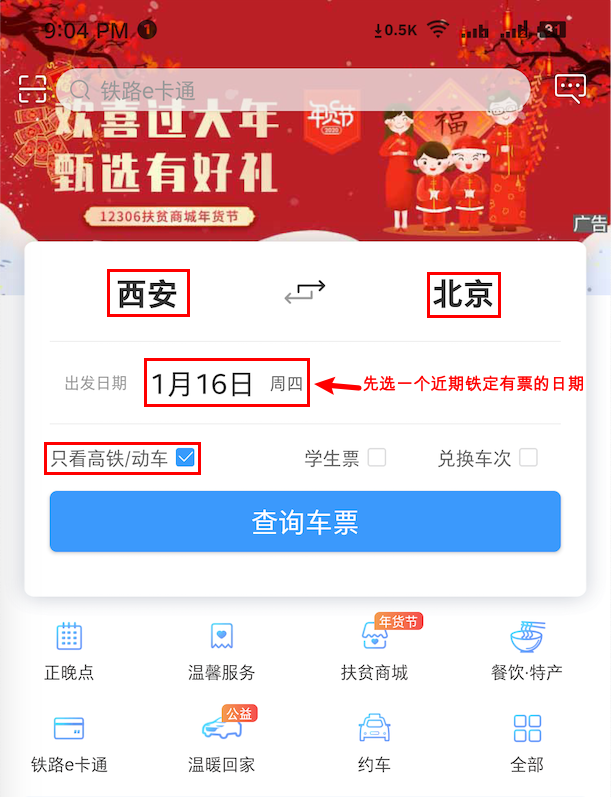 9:04 PM 1 0.5K 31
铁路e卡通
欢喜过大年
年货节
2020
福
甄选有好礼
12306扶贫商城年货节
广告
西安 北京
出发日期 1月16日 周四 先选一个近期铁定有票的日期
只看高铁/动车 学生票 兑换车次
查询车票
年货节
正晚点 温馨服务 扶贫商城 餐饮·特产
公益
铁路e卡通 温暖回家 约车 全部